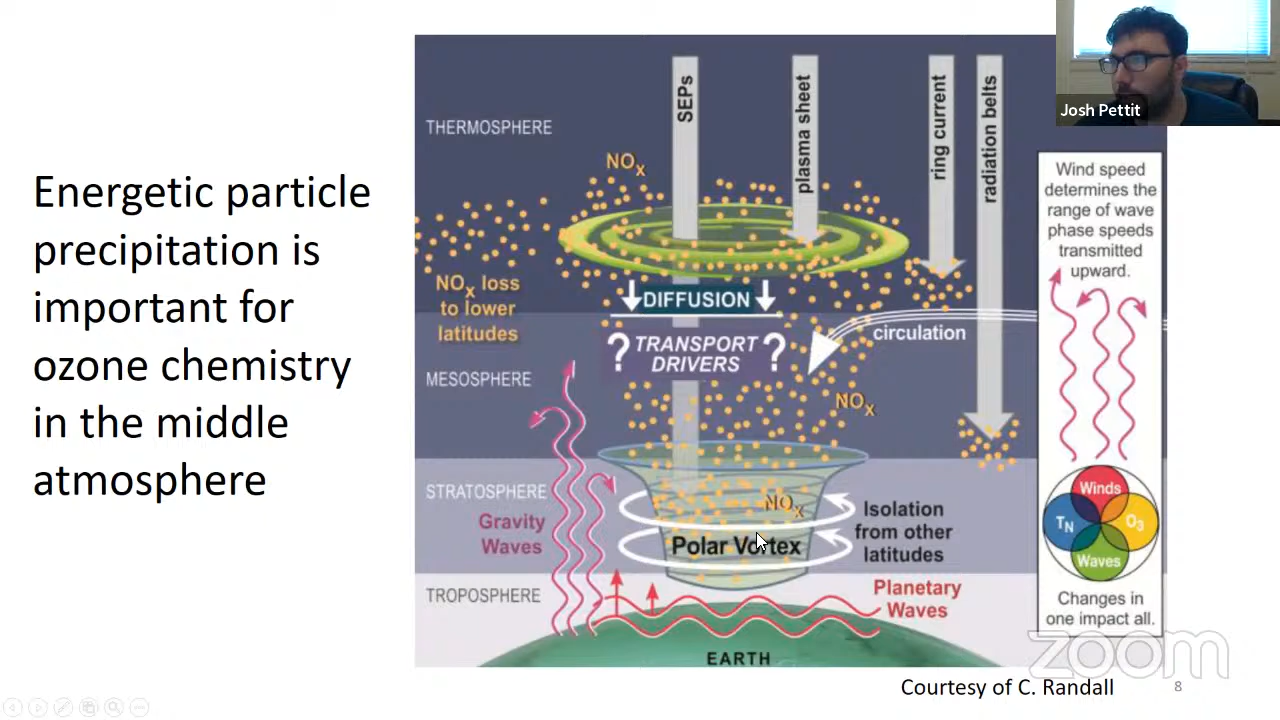 Energetic particle
precipitation is
important for
ozone chemistry
in the middle
atmosphere
THERMOSPHERE
SEPs
plasma sheet
ring current
radiation belts
NOx
NOx loss
to lower
latitudes
DIFFUSION
? TRANSPORT ?
DRIVERS
circulation
MESOSPHERE
NOx
STRATOSPHERE
Gravity
Waves
NOx
Polar Vortex
Isolation
from other
latitudes
TROPOSPHERE
Planetary
Waves
EARTH
Josh Pettit
Wind speed
determines the
range of wave
phase speeds
transmitted
upward.
Winds
TN
O3
Waves
Changes in
one impact all.
zoom
Courtesy of C. Randall
8